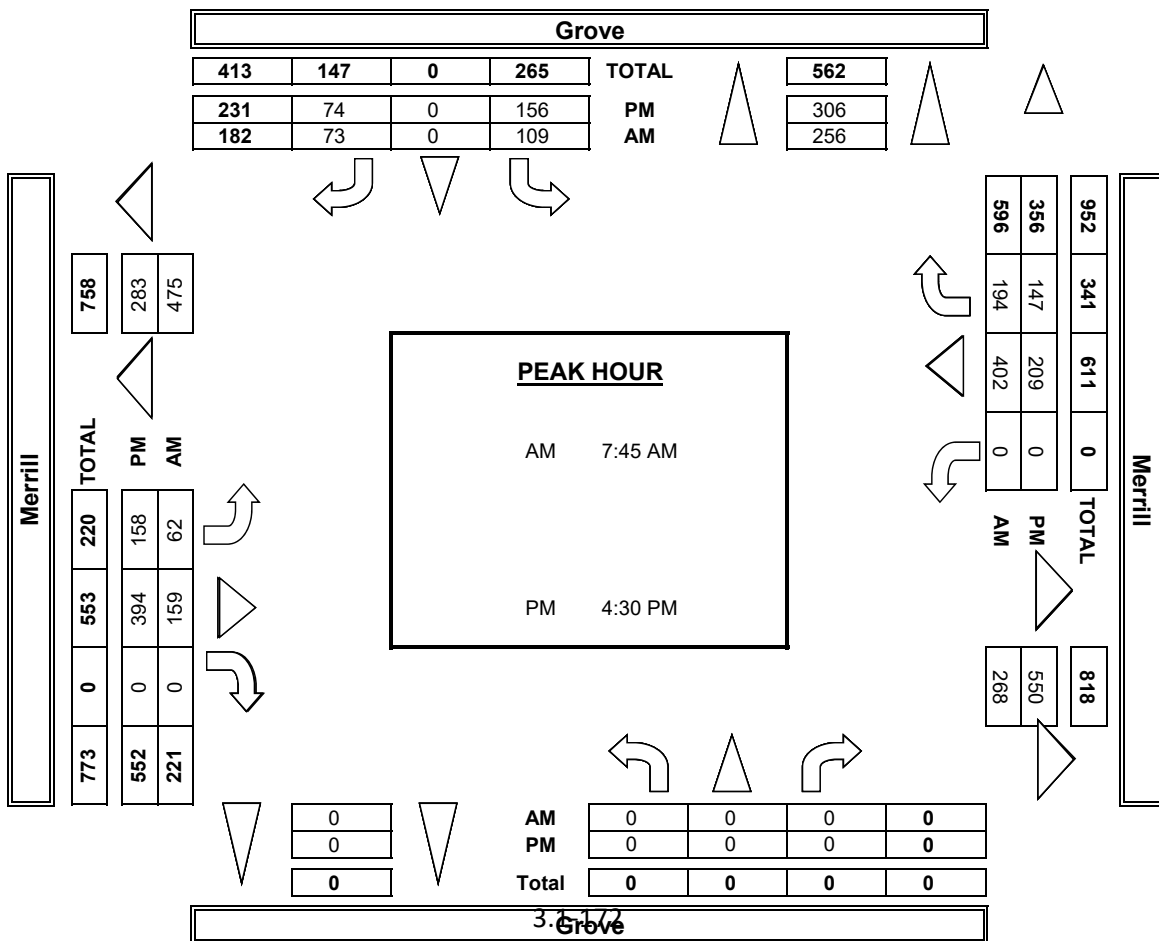 Grove
413 147 0 265 TOTAL 562
231 74 0 156 PM 306
182 73 0 109 AM 256
Merrill
758
283
475
TOTAL
PM
AM
220 553 0 773
158 394 0 552
62 159 0 221
PEAK HOUR
AM 7:45 AM
PM 4:30 PM
596 194 402 0
356 147 209 0
952 341 611 0
AM
PM
TOTAL
268
550
818
Merrill
0 AM 0 0 0 0
0 PM 0 0 0 0
0 Total 0 0 0 0
3.1-172
Grove